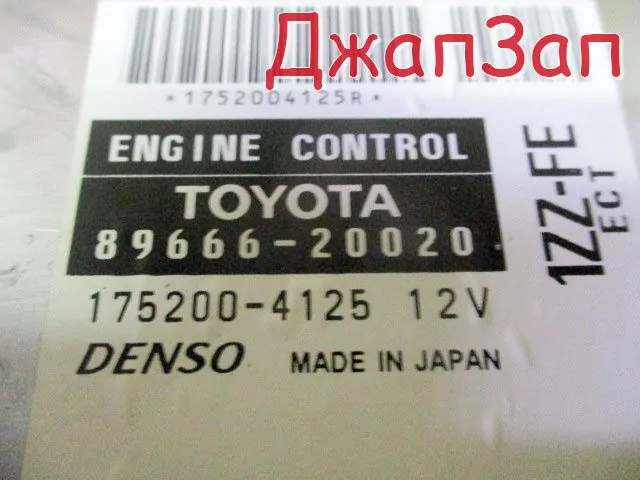 ДжапЗап
*1752004125R*
ENGINE CONTROL
TOYOTA
89666-20020
175200-4125 12V
DENSO MADE IN JAPAN
1ZZ-FE
ECT